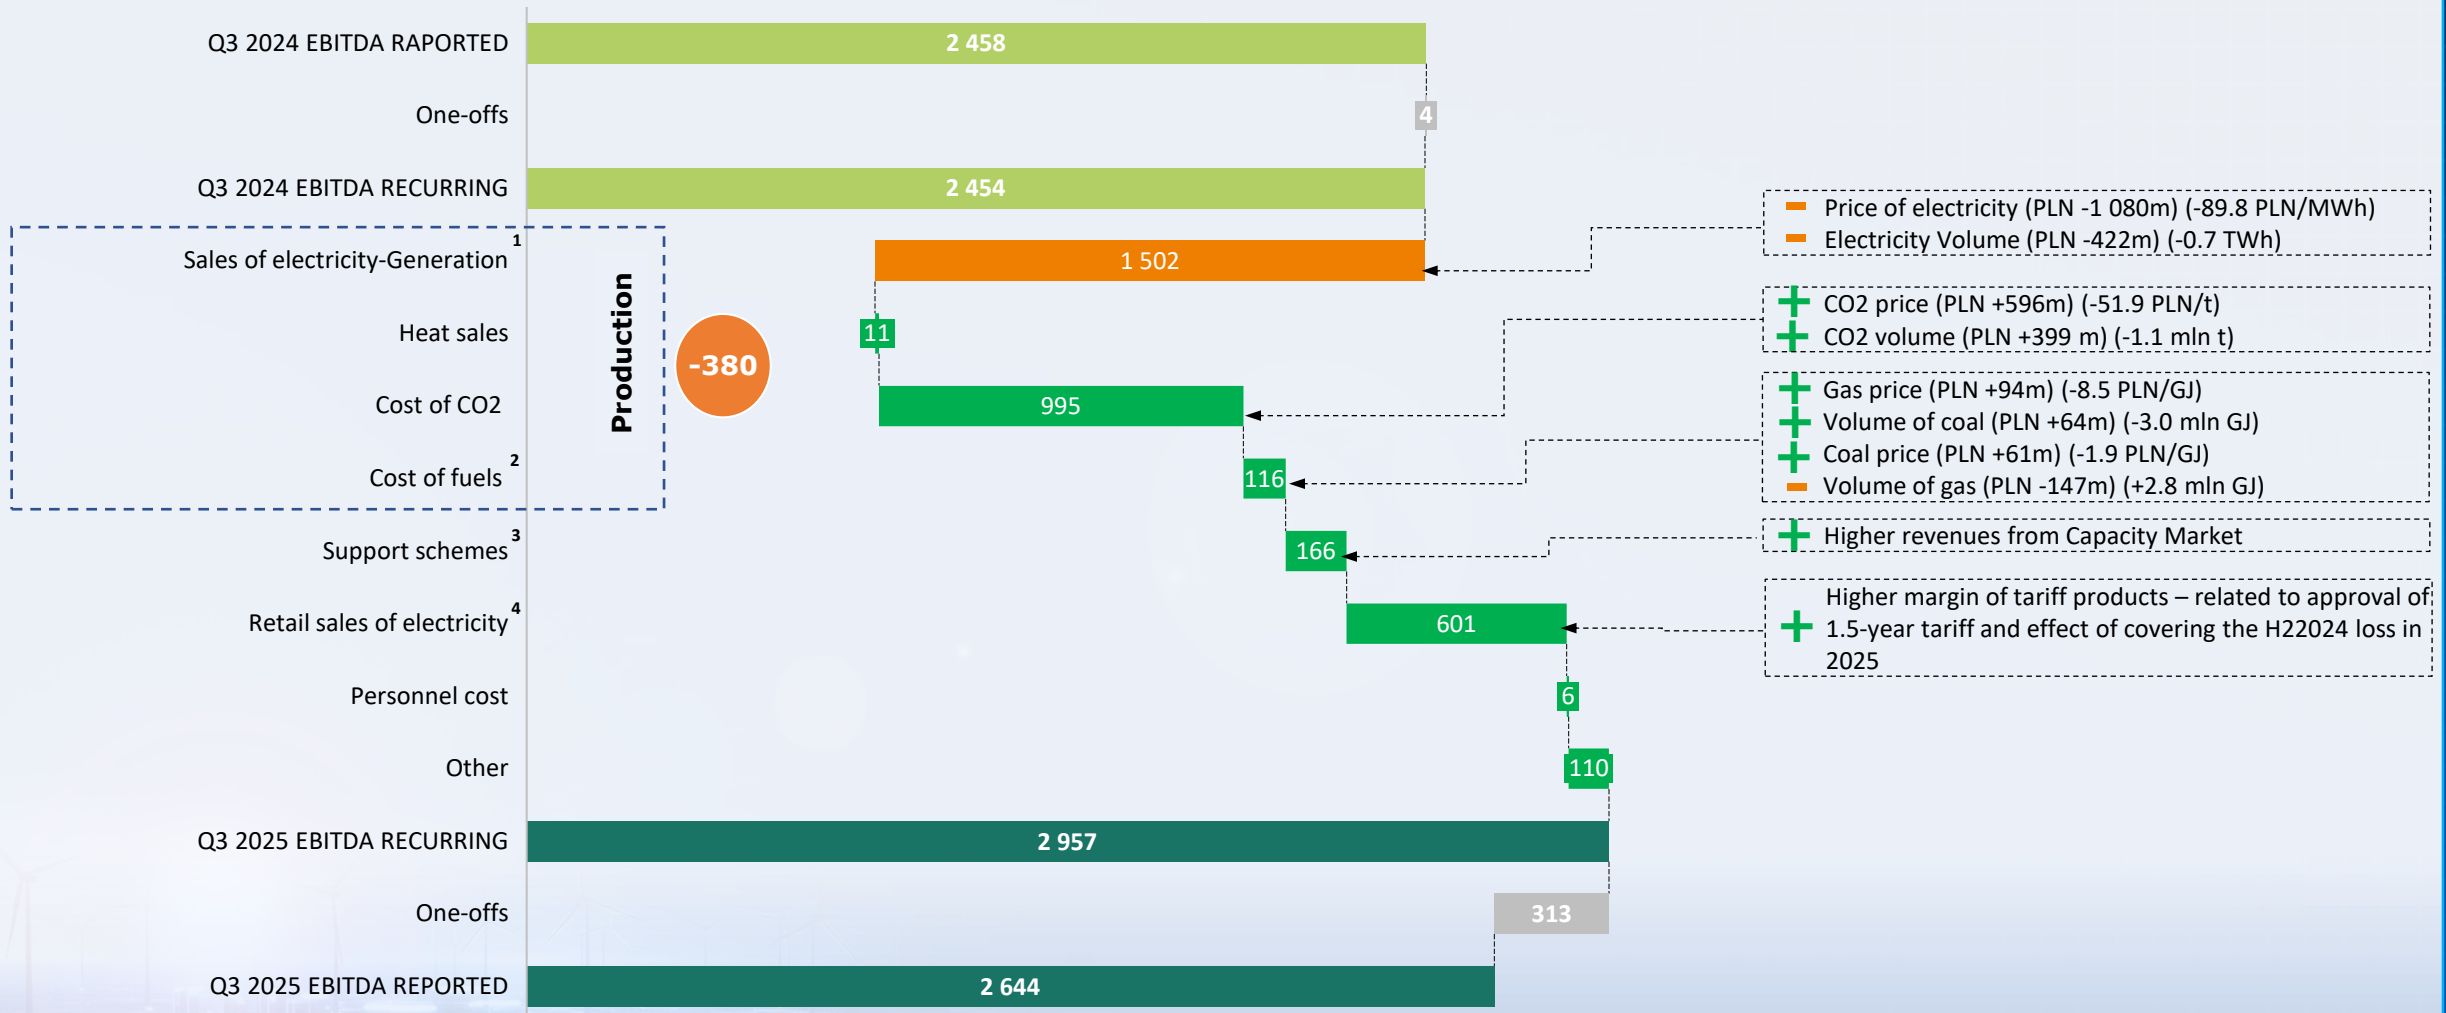 Q3 2024 EBITDA RAPORTED
2 458
One-offs
4
Q3 2024 EBITDA RECURRING
2 454
Sales of electricity-Generation 1
1 502
Price of electricity (PLN -1 080m) (-89.8 PLN/MWh)
Electricity Volume (PLN -422m) (-0.7 TWh)
Heat sales
11
Production
-380
CO2 price (PLN +596m) (-51.9 PLN/t)
CO2 volume (PLN +399 m) (-1.1 mln t)
Cost of CO2
995
Cost of fuels 2
116
Gas price (PLN +94m) (-8.5 PLN/GJ)
Volume of coal (PLN +64m) (-3.0 mln GJ)
Coal price (PLN +61m) (-1.9 PLN/GJ)
Volume of gas (PLN -147m) (+2.8 mln GJ)
Support schemes 3
166
Higher revenues from Capacity Market
Retail sales of electricity 4
601
Higher margin of tariff products – related to approval of
1.5-year tariff and effect of covering the H22024 loss in
2025
Personnel cost
6
Other
110
Q3 2025 EBITDA RECURRING
2 957
One-offs
313
Q3 2025 EBITDA REPORTED
2 644